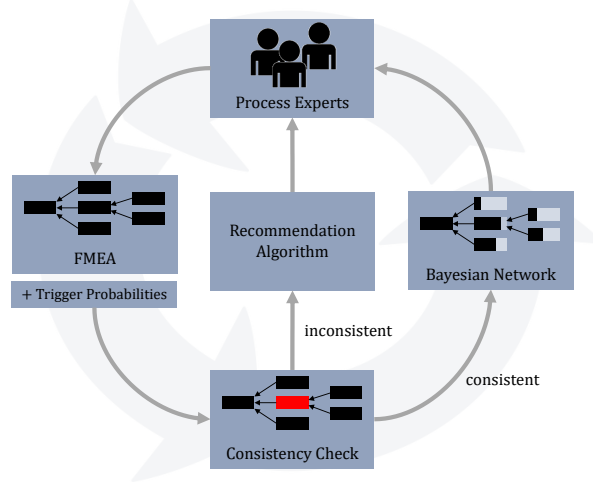 Process Experts
FMEA
+ Trigger Probabilities
Recommendation
Algorithm
Bayesian Network
inconsistent
consistent
Consistency Check